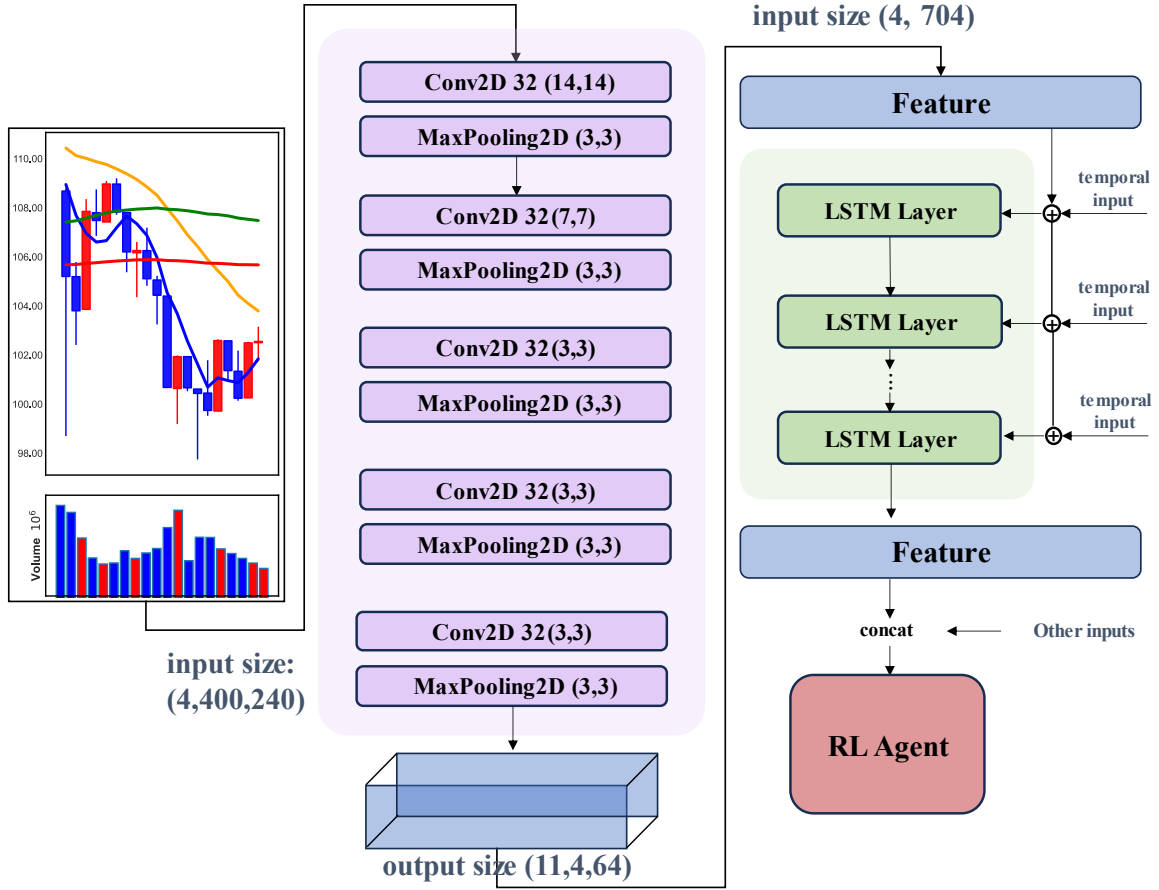 110.00
108.00
106.00
104.00
102.00
100.00
98.00
Volume 10⁶
input size:
(4,400,240)
Conv2D 32 (14,14)
MaxPooling2D (3,3)
Conv2D 32(7,7)
MaxPooling2D (3,3)
Conv2D 32(3,3)
MaxPooling2D (3,3)
Conv2D 32(3,3)
MaxPooling2D (3,3)
Conv2D 32(3,3)
MaxPooling2D (3,3)
output size (11,4,64)
input size (4, 704)
Feature
temporal
input
LSTM Layer
temporal
input
LSTM Layer
temporal
input
LSTM Layer
Feature
concat
Other inputs
RL Agent